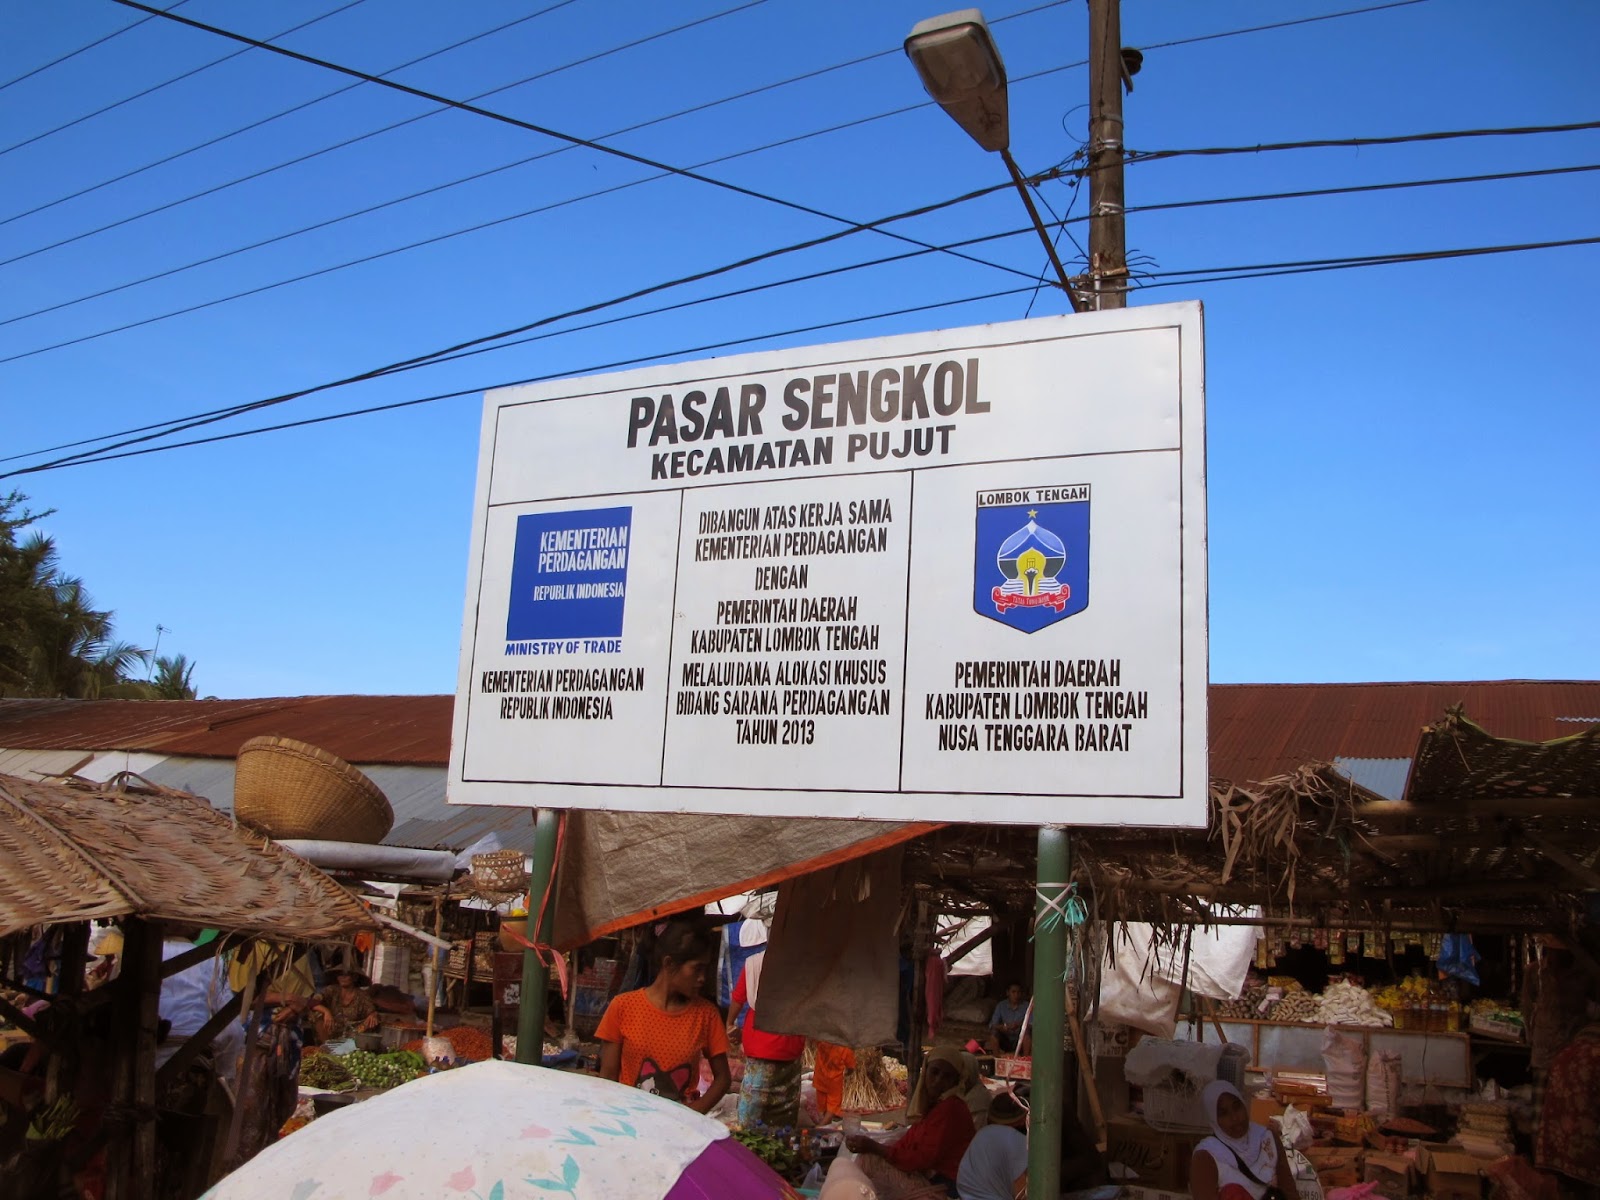 PASAR SENGKOL
KECAMATAN PUJUT
KEMENTERIAN
PERDAGANGAN
REPUBLIK INDONESIA
MINISTRY OF TRADE
KEMENTERIAN PERDAGANGAN
REPUBLIK INDONESIA
DIBANGUN ATAS KERJA SAMA
KEMENTERIAN PERDAGANGAN
DENGAN
PEMERINTAH DAERAH
KABUPATEN LOMBOK TENGAH
MELALUI DANA ALOKASI KHUSUS
BIDANG SARANA PERDAGANGAN
TAHUN 2013
LOMBOK TENGAH
PEMERINTAH DAERAH
KABUPATEN LOMBOK TENGAH
NUSA TENGGARA BARAT